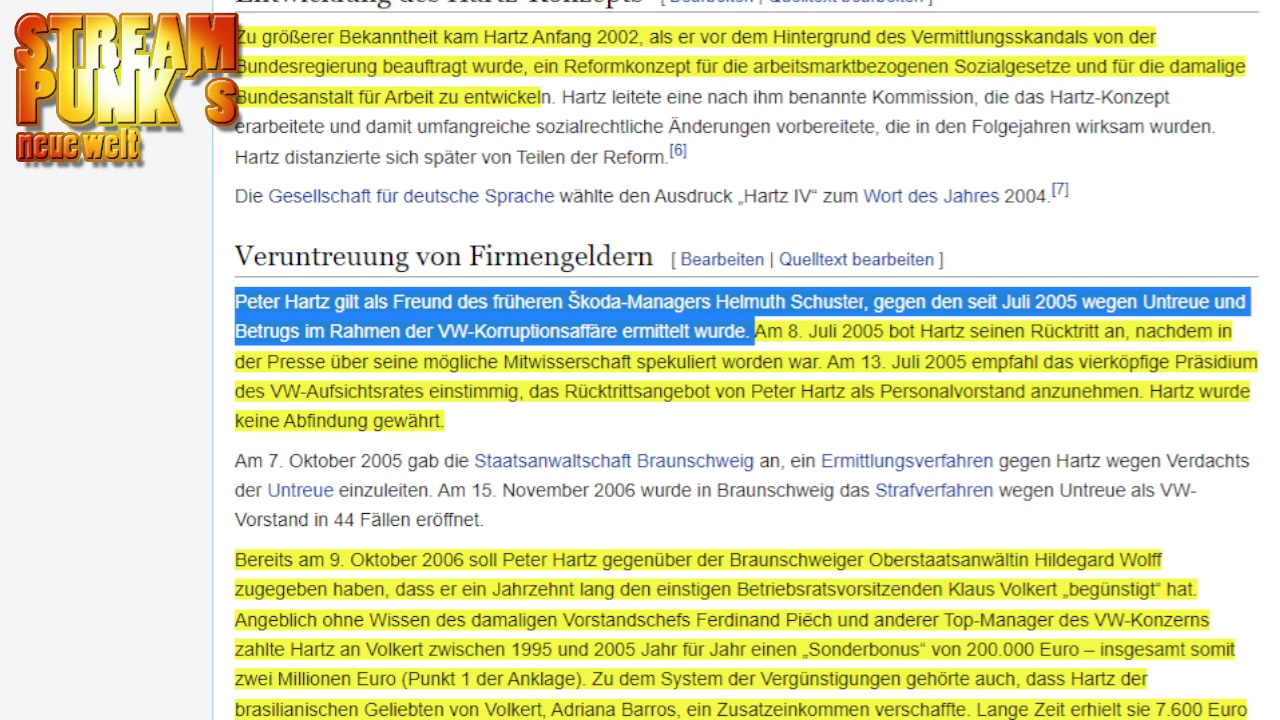 STREAM
PUNK´s
neue welt
Entwicklung des Hartz-Konzepts [ Bearbeiten | Quelltext bearbeiten ]
Zu größerer Bekanntheit kam Hartz Anfang 2002, als er vor dem Hintergrund des Vermittlungsskandals von der
Bundesregierung beauftragt wurde, ein Reformkonzept für die arbeitsmarktbezogenen Sozialgesetze und für die damalige
Bundesanstalt für Arbeit zu entwickeln. Hartz leitete eine nach ihm benannte Kommission, die das Hartz-Konzept
erarbeitete und damit umfangreiche sozialrechtliche Änderungen vorbereitete, die in den Folgejahren wirksam wurden.
Hartz distanzierte sich später von Teilen der Reform.[6]
Die Gesellschaft für deutsche Sprache wählte den Ausdruck „Hartz IV“ zum Wort des Jahres 2004.[7]
Veruntreuung von Firmengeldern [ Bearbeiten | Quelltext bearbeiten ]
Peter Hartz gilt als Freund des früheren Škoda-Managers Helmuth Schuster, gegen den seit Juli 2005 wegen Untreue und
Betrugs im Rahmen der VW-Korruptionsaffäre ermittelt wurde. Am 8. Juli 2005 bot Hartz seinen Rücktritt an, nachdem in
der Presse über seine mögliche Mitwisserschaft spekuliert worden war. Am 13. Juli 2005 empfahl das vierköpfige Präsidium
des VW-Aufsichtsrates einstimmig, das Rücktrittsangebot von Peter Hartz als Personalvorstand anzunehmen. Hartz wurde
keine Abfindung gewährt.
Am 7. Oktober 2005 gab die Staatsanwaltschaft Braunschweig an, ein Ermittlungsverfahren gegen Hartz wegen Verdachts
der Untreue einzuleiten. Am 15. November 2006 wurde in Braunschweig das Strafverfahren wegen Untreue als VW-
Vorstand in 44 Fällen eröffnet.
Bereits am 9. Oktober 2006 soll Peter Hartz gegenüber der Braunschweiger Oberstaatsanwältin Hildegard Wolff
zugegeben haben, dass er ein Jahrzehnt lang den einstigen Betriebsratsvorsitzenden Klaus Volkert „begünstigt“ hat.
Angeblich ohne Wissen des damaligen Vorstandschefs Ferdinand Piëch und anderer Top-Manager des VW-Konzerns
zahlte Hartz an Volkert zwischen 1995 und 2005 Jahr für Jahr einen „Sonderbonus“ von 200.000 Euro – insgesamt somit
zwei Millionen Euro (Punkt 1 der Anklage). Zu dem System der Vergünstigungen gehörte auch, dass Hartz der
brasilianischen Geliebten von Volkert, Adriana Barros, ein Zusatzeinkommen verschaffte. Lange Zeit erhielt sie 7.600 Euro